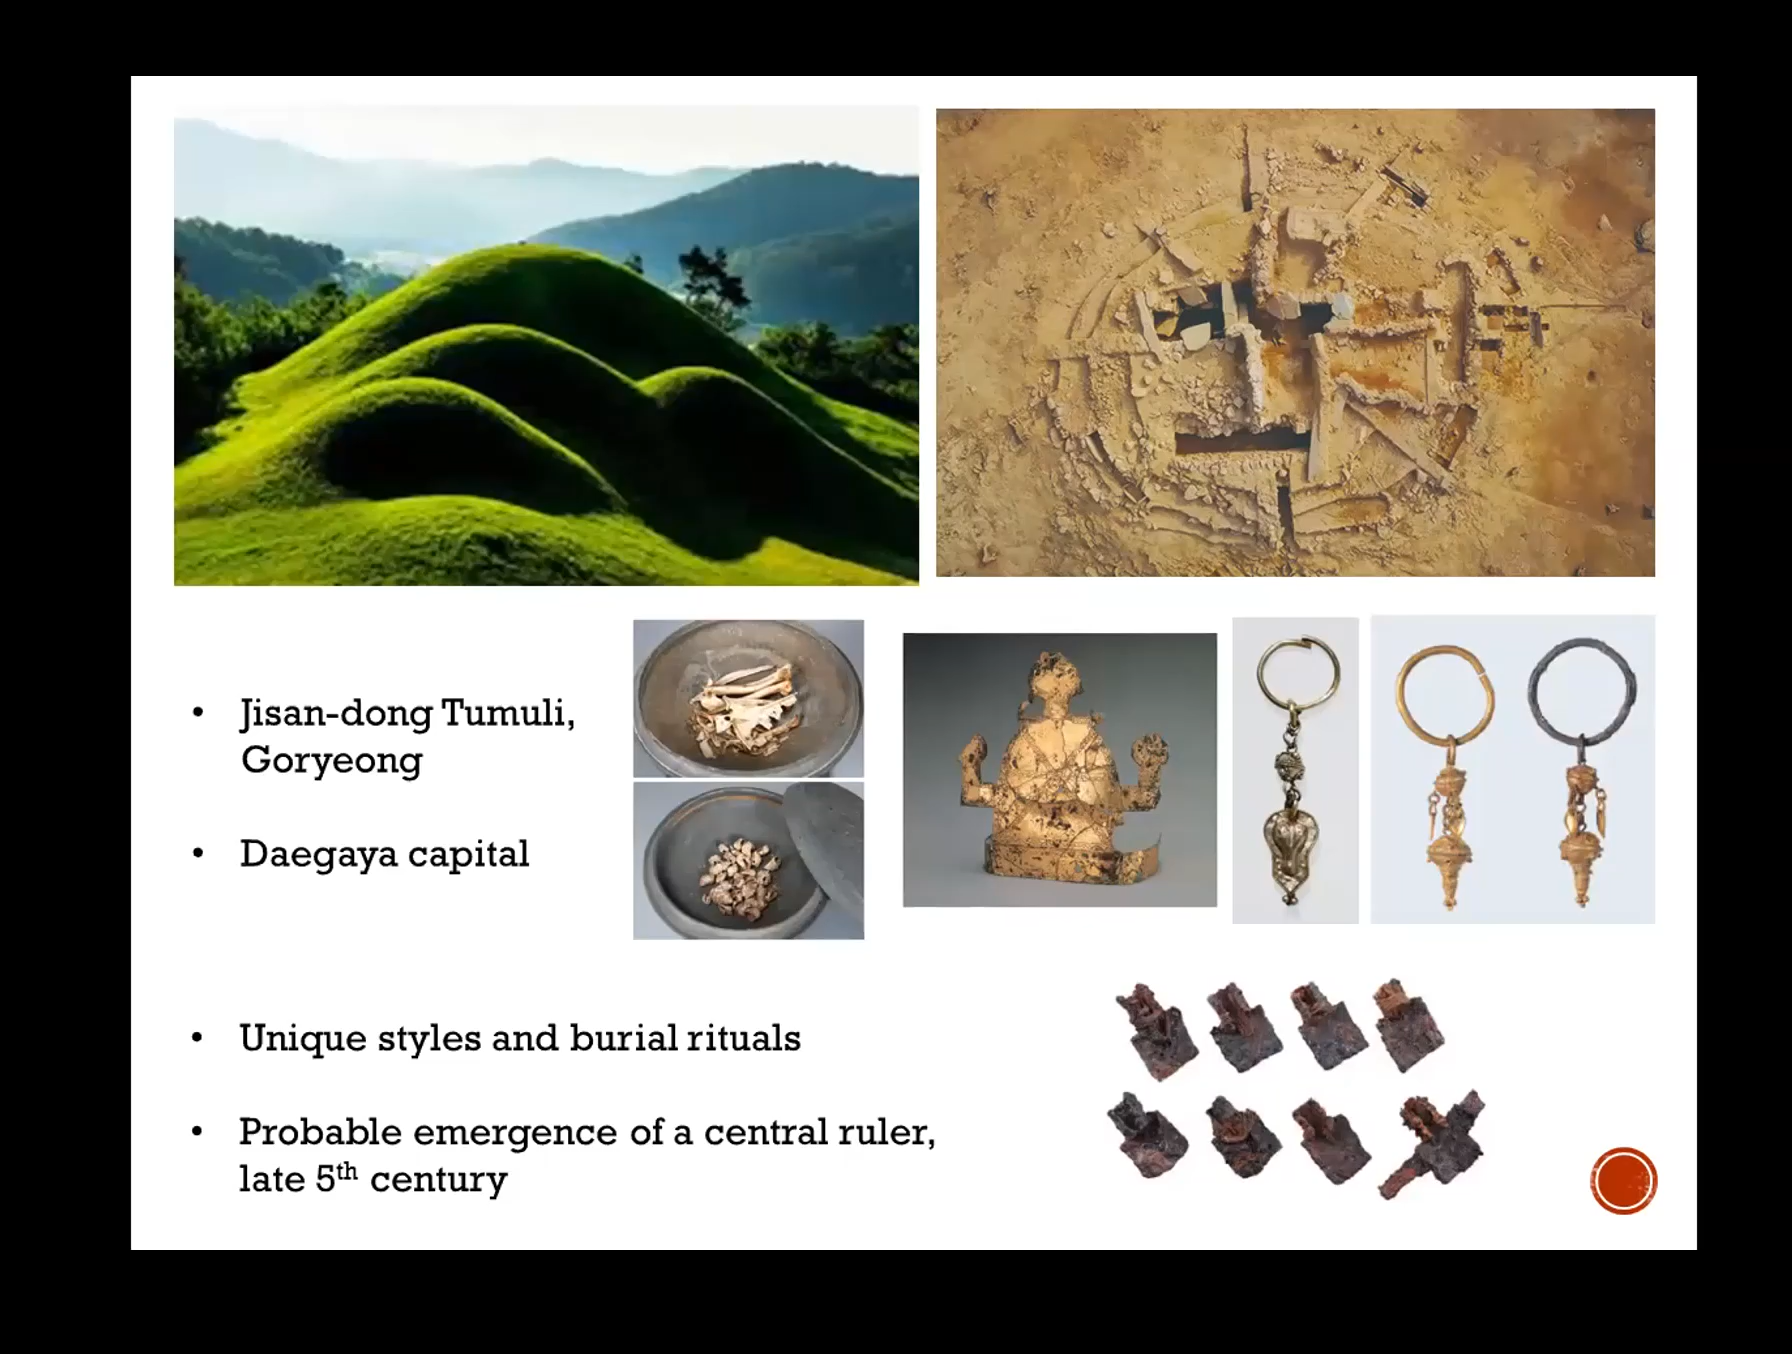 • Jisan-dong Tumuli,
Goryeong
• Daegaya capital
• Unique styles and burial rituals
• Probable emergence of a central ruler,
late 5th century